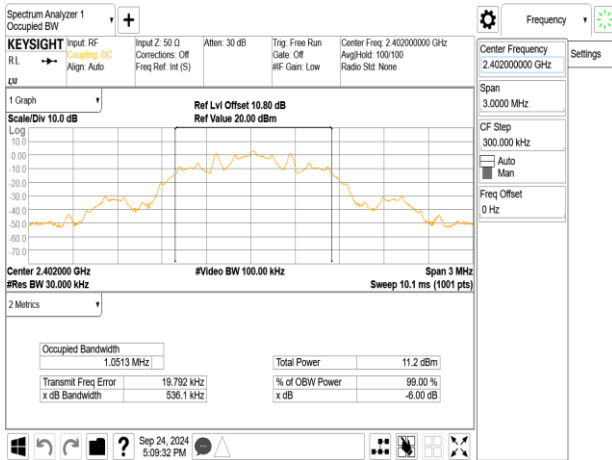 Spectrum Analyzer 1
Occupied BW
Frequency
KEYSIGHT
RL
LXI
Input: RF
Coupling: DC
Align: Auto
Input Z: 50 Ω
Corrections: Off
Freq Ref: Int (S)
Atten: 30 dB
Trig: Free Run
Gate: Off
#IF Gain: Low
Center Freq: 2.402000000 GHz
Avg|Hold: 100/100
Radio Std: None
Center Frequency
2.402000000 GHz
Settings
Span
3.0000 MHz
CF Step
300.000 kHz
Auto
Man
Freq Offset
0 Hz
1 Graph
Scale/Div 10.0 dB
Ref Lvl Offset 10.80 dB
Ref Value 20.00 dBm
Log
10.0
0.00
-10.0
-20.0
-30.0
-40.0
-50.0
-60.0
-70.0
Center 2.402000 GHz
#Video BW 100.00 kHz
Span 3 MHz
#Res BW 30.000 kHz
Sweep 10.1 ms (1001 pts)
2 Metrics
Occupied Bandwidth
1.0513 MHz
Total Power 11.2 dBm
Transmit Freq Error 19.792 kHz
% of OBW Power 99.00 %
x dB Bandwidth 536.1 kHz
x dB -6.00 dB
Sep 24, 2024
5:09:32 PM